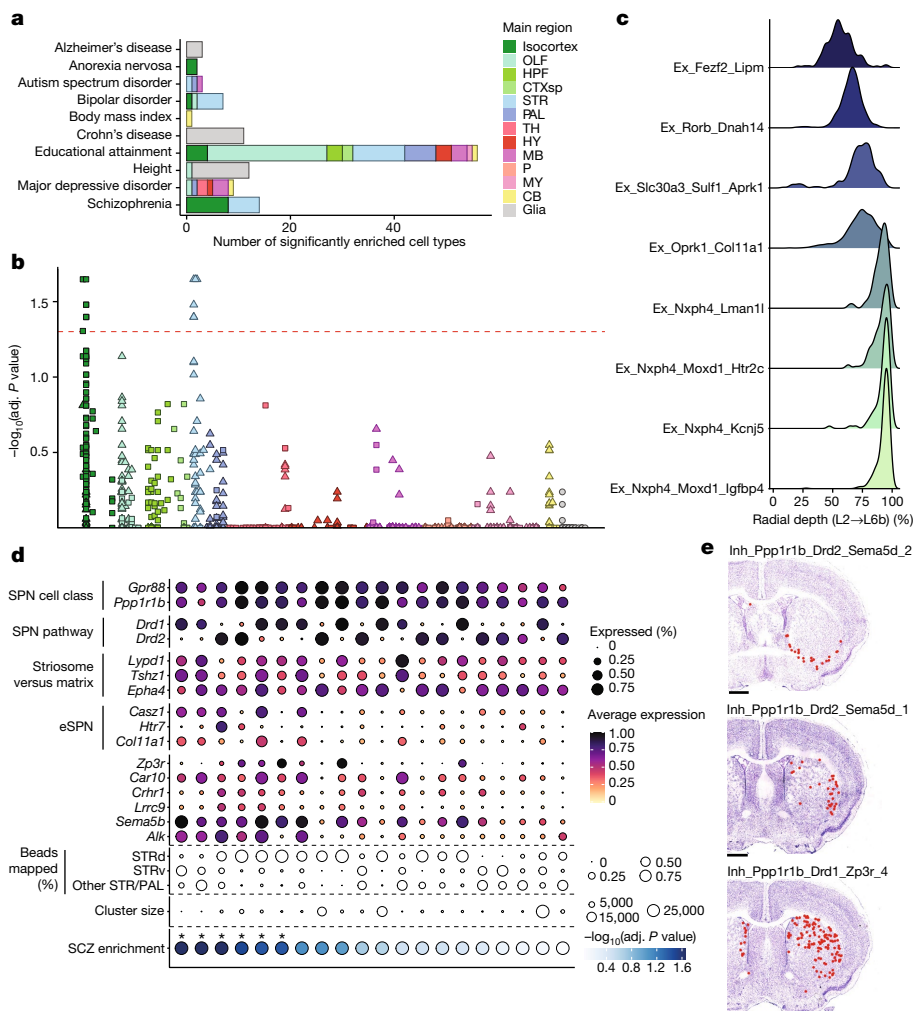 a
Alzheimer's disease
Anorexia nervosa
Autism spectrum disorder
Bipolar disorder
Body mass index
Crohn's disease
Educational attainment
Height
Major depressive disorder
Schizophrenia
0
20
40
Number of significantly enriched cell types
Main region
Isocortex
OLF
HPF
CTXsp
STR
PAL
TH
HY
MB
P
MY
CB
Glia
b
−log10(adj. P value)
1.5
1.0
0.5
c
Ex_Fezf2_Lipm
Ex_Rorb_Dnah14
Ex_Slc30a3_Sulf1_Aprk1
Ex_Oprk1_Col11a1
Ex_Nxph4_Lman1l
Ex_Nxph4_Moxd1_Htr2c
Ex_Nxph4_Kcnj5
Ex_Nxph4_Moxd1_Igfbp4
0 25 50 75 100
Radial depth (L2→L6b) (%)
d
SPN cell class
Gpr88
Ppp1r1b
SPN pathway
Drd1
Drd2
Striosome versus matrix
Lypd1
Tshz1
Epha4
eSPN
Casz1
Htr7
Col11a1
Zp3r
Car10
Crhr1
Lrrc9
Sema5b
Alk
Beads mapped (%)
STRd
STRv
Other STR/PAL
Cluster size
SCZ enrichment
* * * * * *
Expressed (%)
0
0.25
0.50
0.75
Average expression
1.00
0.75
0.50
0.25
0
0 0.50
0.25 0.75
5,000
15,000 25,000
−log10(adj. P value)
0.4 0.8 1.2 1.6
e
Inh_Ppp1r1b_Drd2_Sema5d_2
Inh_Ppp1r1b_Drd2_Sema5d_1
Inh_Ppp1r1b_Drd1_Zp3r_4